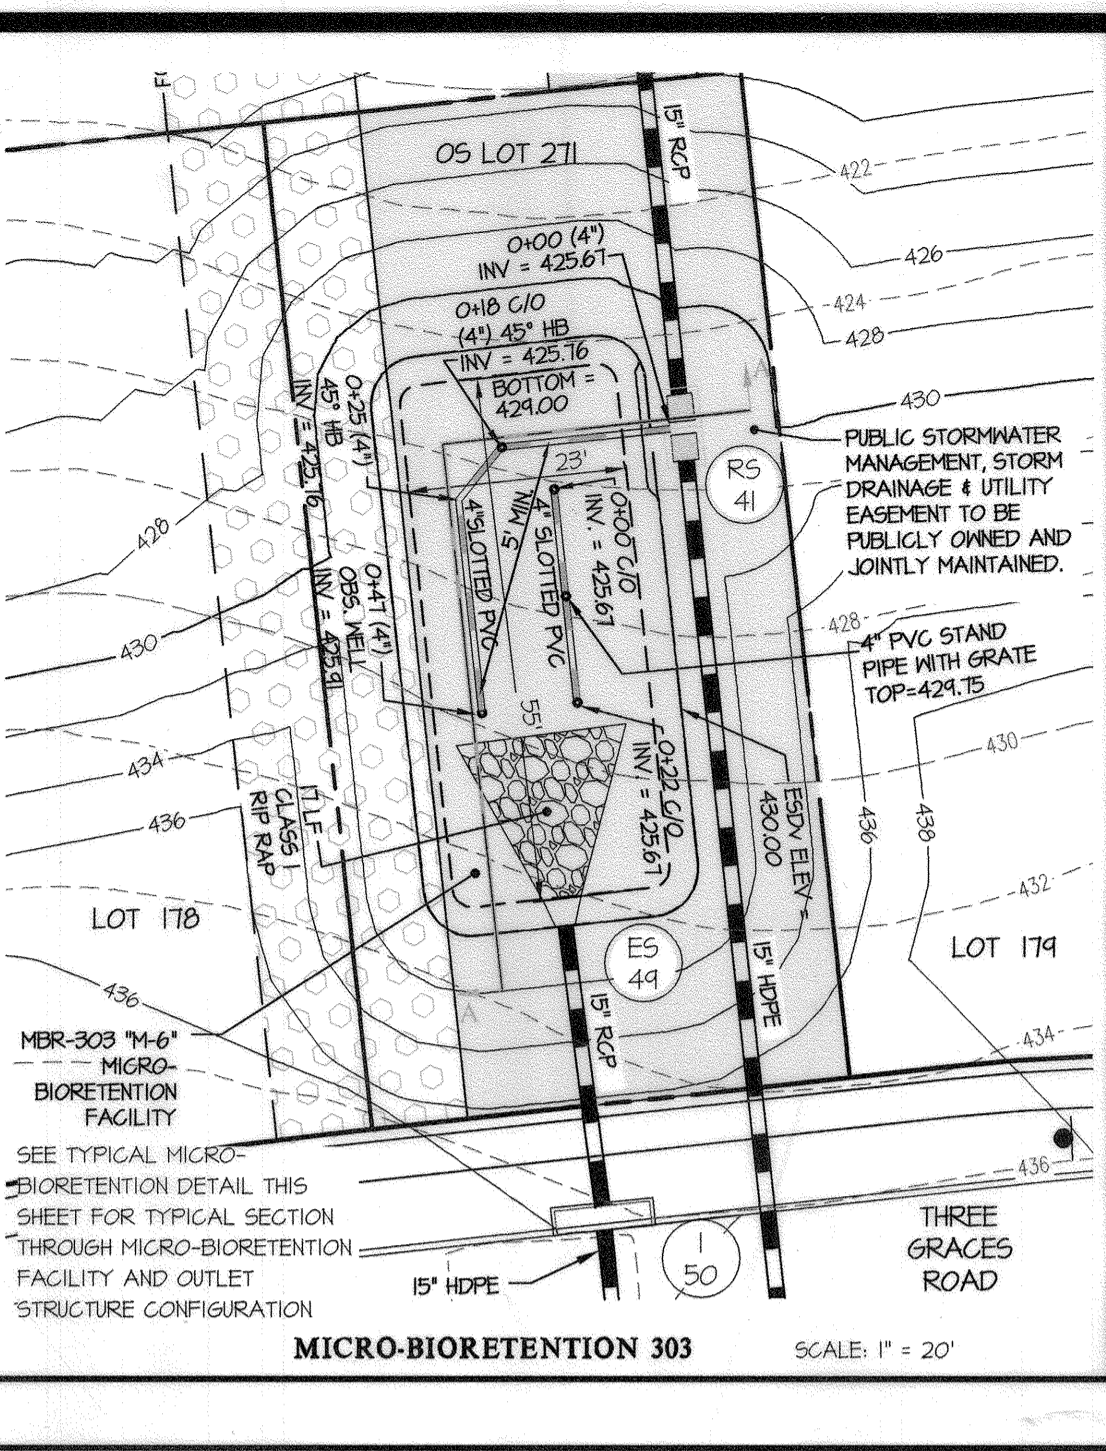 15" RCP
OS LOT 271
422
0+00 (4")
INV = 425.67
426
424
0+18 C/O
(4") 45° HB
INV = 425.76
BOTTOM =
429.00
428
A
430
0+25 (4")
45° HB
INV = 425.76
PUBLIC STORMWATER
MANAGEMENT, STORM
DRAINAGE & UTILITY
EASEMENT TO BE
PUBLICLY OWNED AND
JOINTLY MAINTAINED.
RS
41
23'
4" SLOTTED PVC
5' MIN
4" SLOTTED PVC
0+00 C/O
INV. = 425.67
428
430
0+47 (4")
OBS. WELL
INV = 425.91
428
4" PVC STAND
PIPE WITH GRATE
TOP=429.75
55'
430
434
436
17 LF
CLASS I
RIP RAP
0+22 C/O
INV. = 425.67
ESDV ELEV =
430.00
436
438
432
LOT 178
LOT 179
ES
49
15" HDPE
436
15" RCP
A
434
MBR-303 "M-6"
MICRO-
BIORETENTION
FACILITY
SEE TYPICAL MICRO-
BIORETENTION DETAIL THIS
SHEET FOR TYPICAL SECTION
THROUGH MICRO-BIORETENTION
FACILITY AND OUTLET
STRUCTURE CONFIGURATION
436
THREE
GRACES
ROAD
1
50
15" HDPE
MICRO-BIORETENTION 303
SCALE: 1" = 20'